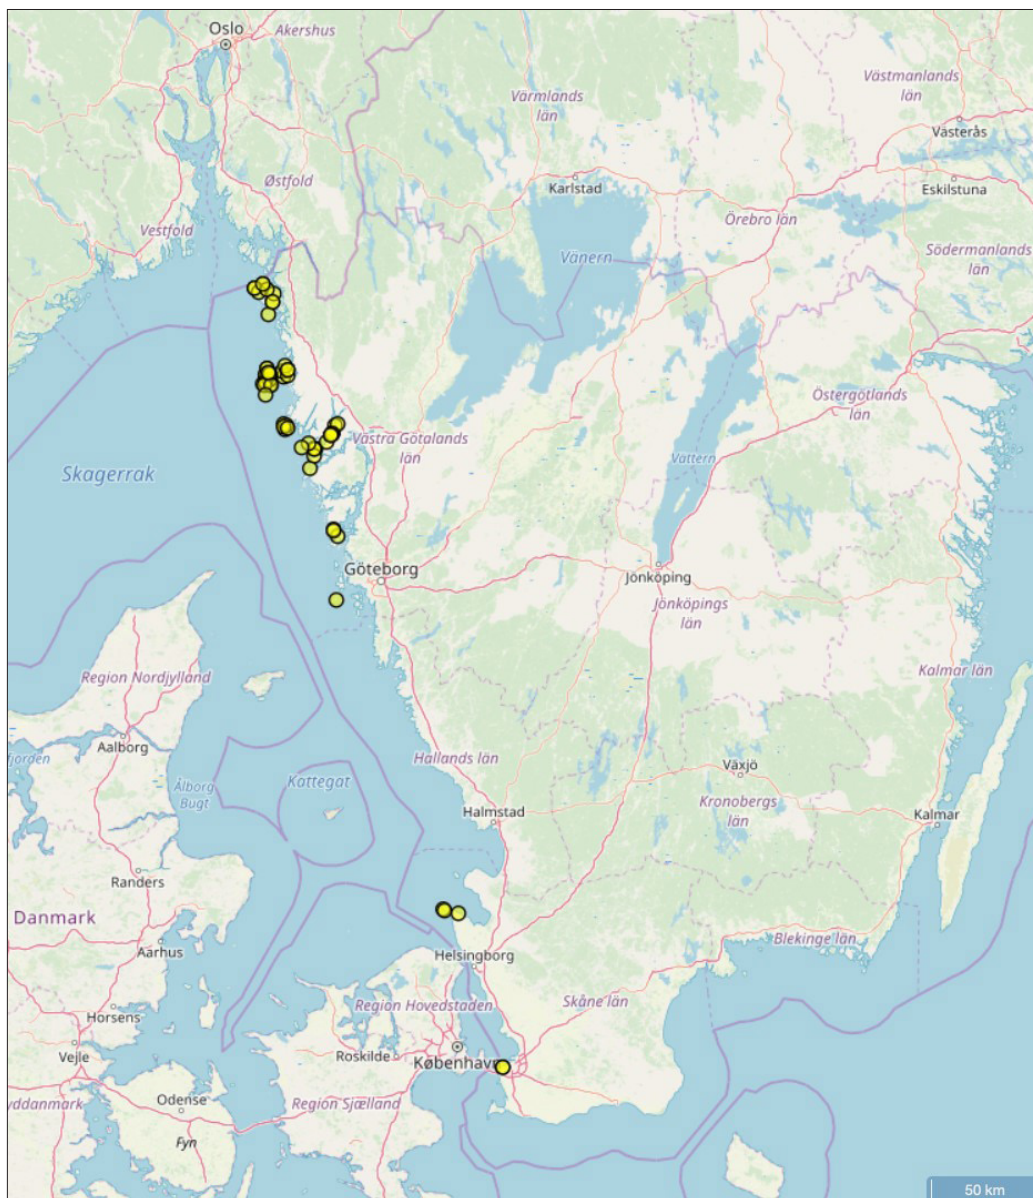 Oslo
Akershus
Västmanlands
län
Värmlands
län
Västerås
Østfold
Karlstad
Eskilstuna
Vestfold
Örebro län
Södermanlands
län
Vänern
Östergötlands
län
Västra Götalands
län
Vättern
Skagerrak
Göteborg
Jönköping
Jönköpings
län
Region Nordjylland
Kalmar län
Aalborg
fjorden
Hallands län
Växjö
Ålborg
Bugt
Kattegat
Kronobergs
län
Halmstad
Kalmar
Randers
Danmark
Blekinge län
Aarhus
Helsingborg
Region Hovedstaden
Skåne län
Horsens
Vejle
Roskilde
København
Odense
Region Sjælland
yddanmark
Fyn
50 km